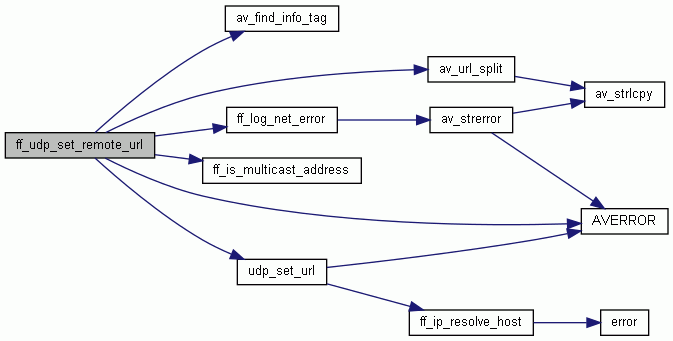 av_find_info_tag
av_url_split
av_strlcpy
ff_log_net_error
av_strerror
ff_udp_set_remote_url
ff_is_multicast_address
AVERROR
udp_set_url
ff_ip_resolve_host
error